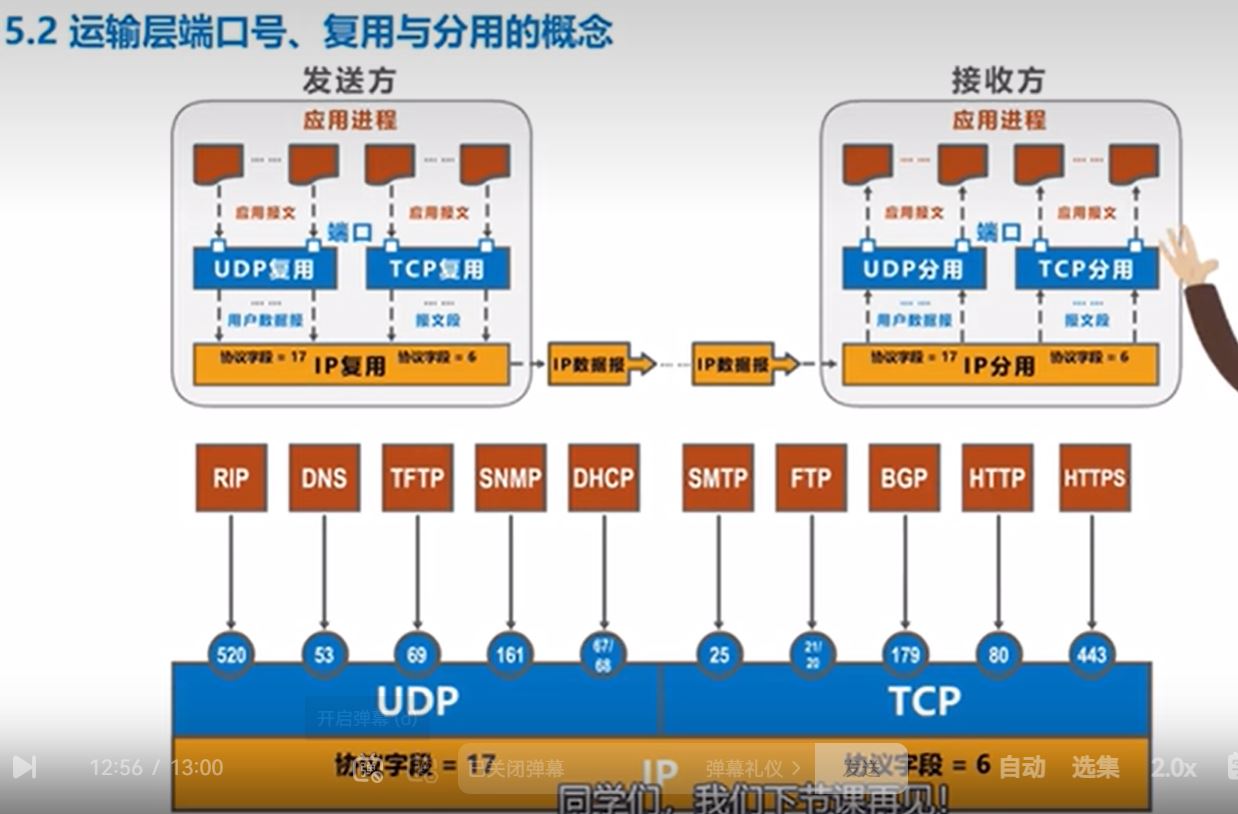 5.2 运输层端口号、复用与分用的概念
发送方
接收方
应用进程
应用进程
······
······
······
······
应用报文
应用报文
应用报文
应用报文
端口
端口
UDP复用
TCP复用
UDP分用
TCP分用
······
······
······
······
用户数据报
报文段
用户数据报
报文段
协议字段 = 17
IP复用
协议字段 = 6
IP数据报
······
IP数据报
协议字段 = 17
IP分用
协议字段 = 6
RIP
DNS
TFTP
SNMP
DHCP
SMTP
FTP
BGP
HTTP
HTTPS
520
53
69
161
67/
68
25
21/
20
179
80
443
UDP
TCP
开启弹幕 (d)
协议字段 = 17
IP
协议字段 = 6
12:56 / 13:00
已关闭弹幕
弹幕礼仪 >
发送
自动
选集
2.0x
同学们，我们下节课再见！